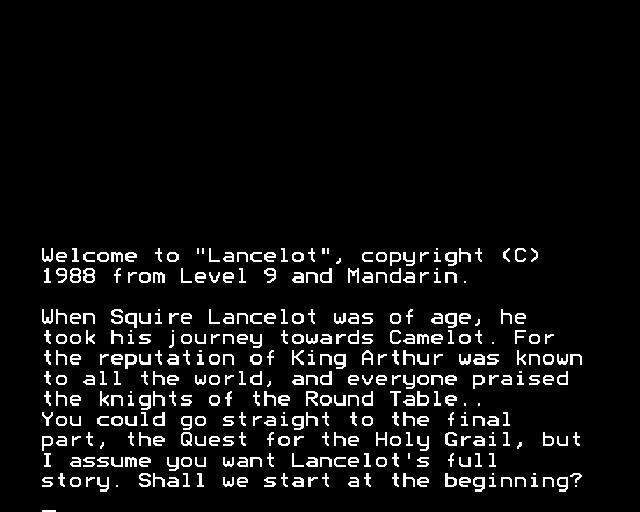 Welcome to "Lancelot", copyright (C)
1988 from Level 9 and Mandarin.
When Squire Lancelot was of age, he
took his journey towards Camelot. For
the reputation of King Arthur was known
to all the world, and everyone praised
the knights of the Round Table..
You could go straight to the final
part, the Quest for the Holy Grail, but
I assume you want Lancelot's full
story. Shall we start at the beginning?